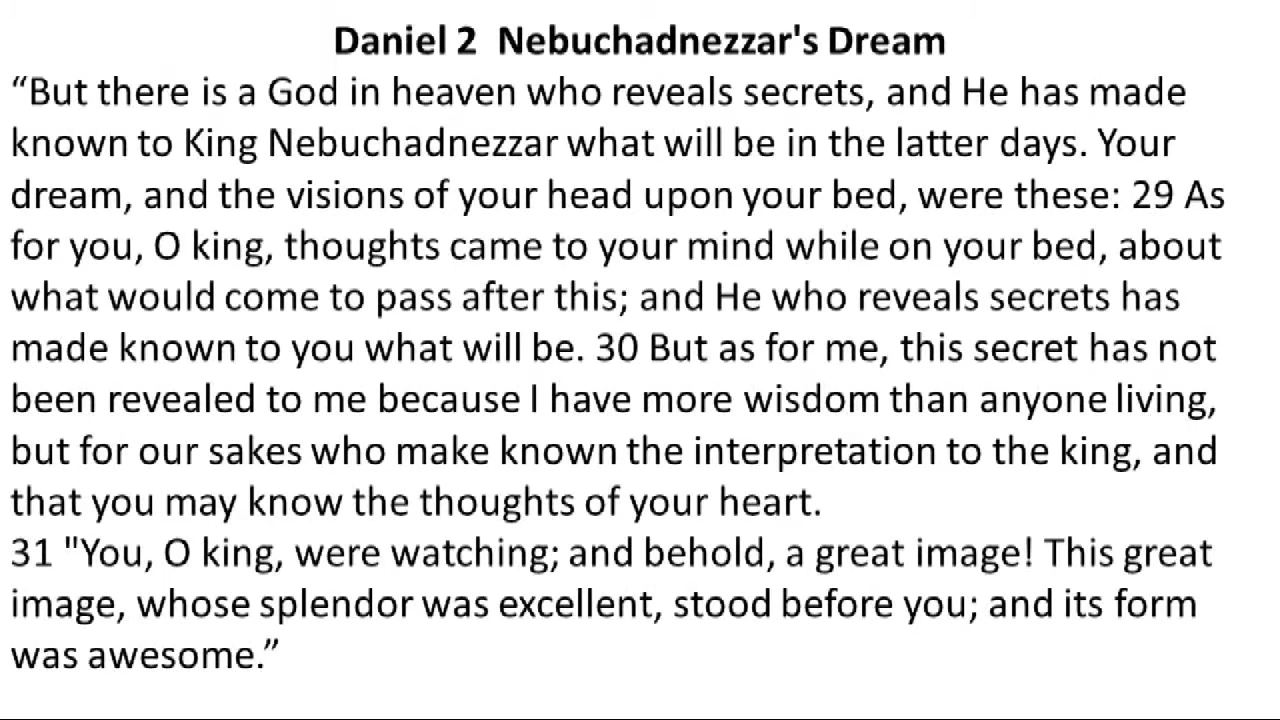 Daniel 2  Nebuchadnezzar's Dream
“But there is a God in heaven who reveals secrets, and He has made
known to King Nebuchadnezzar what will be in the latter days. Your
dream, and the visions of your head upon your bed, were these: 29 As
for you, O king, thoughts came to your mind while on your bed, about
what would come to pass after this; and He who reveals secrets has
made known to you what will be. 30 But as for me, this secret has not
been revealed to me because I have more wisdom than anyone living,
but for our sakes who make known the interpretation to the king, and
that you may know the thoughts of your heart.
31 "You, O king, were watching; and behold, a great image! This great
image, whose splendor was excellent, stood before you; and its form
was awesome.”